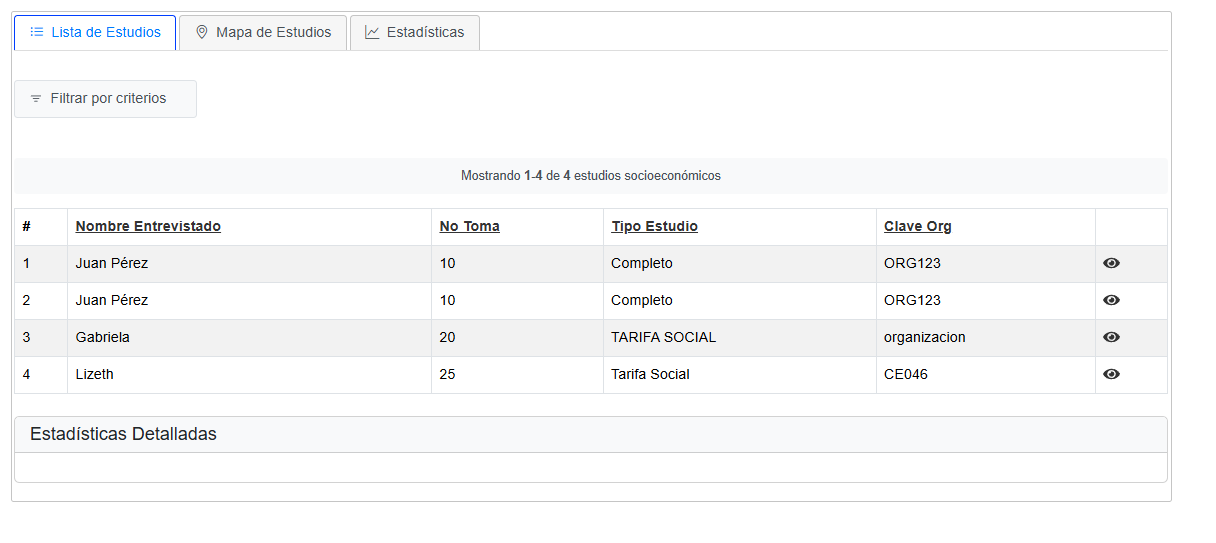 Lista de Estudios Mapa de Estudios Estadísticas
Filtrar por criterios
Mostrando 1-4 de 4 estudios socioeconómicos
# Nombre Entrevistado No Toma Tipo Estudio Clave Org
1 Juan Pérez 10 Completo ORG123
2 Juan Pérez 10 Completo ORG123
3 Gabriela 20 TARIFA SOCIAL organizacion
4 Lizeth 25 Tarifa Social CE046
Estadísticas Detalladas